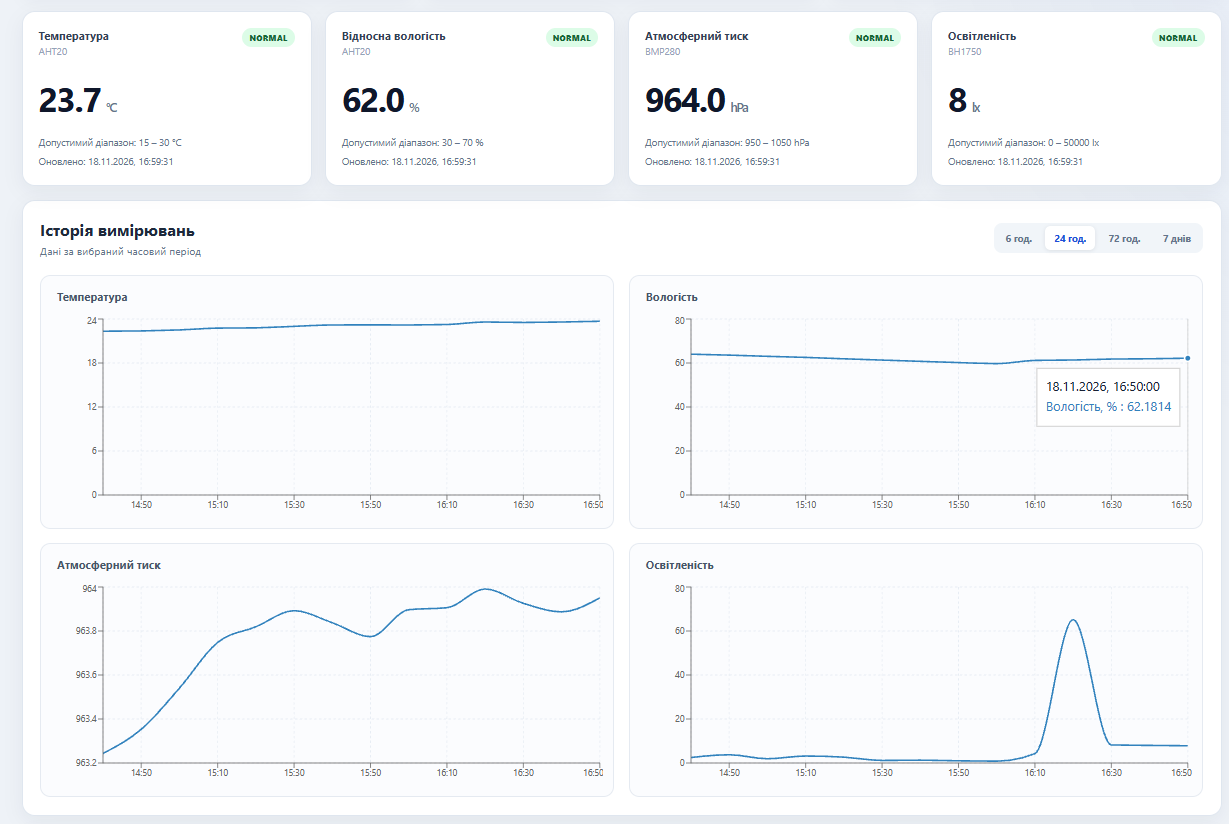 Температура
NORMAL
AHT20
23.7 °C
Допустимий діапазон: 15 – 30 °C
Оновлено: 18.11.2026, 16:59:31
Відносна вологість
NORMAL
AHT20
62.0 %
Допустимий діапазон: 30 – 70 %
Оновлено: 18.11.2026, 16:59:31
Атмосферний тиск
NORMAL
BMP280
964.0 hPa
Допустимий діапазон: 950 – 1050 hPa
Оновлено: 18.11.2026, 16:59:31
Освітленість
NORMAL
BH1750
8 lx
Допустимий діапазон: 0 – 50000 lx
Оновлено: 18.11.2026, 16:59:31
Історія вимірювань
Дані за вибраний часовий період
6 год. 24 год. 72 год. 7 днів
Температура
24
18
12
6
0
14:50 15:10 15:30 15:50 16:10 16:30 16:50
Вологість
80
60
40
20
0
18.11.2026, 16:50:00
Вологість, % : 62.1814
14:50 15:10 15:30 15:50 16:10 16:30 16:50
Атмосферний тиск
964
963.8
963.6
963.4
963.2
14:50 15:10 15:30 15:50 16:10 16:30 16:50
Освітленість
80
60
40
20
0
14:50 15:10 15:30 15:50 16:10 16:30 16:50